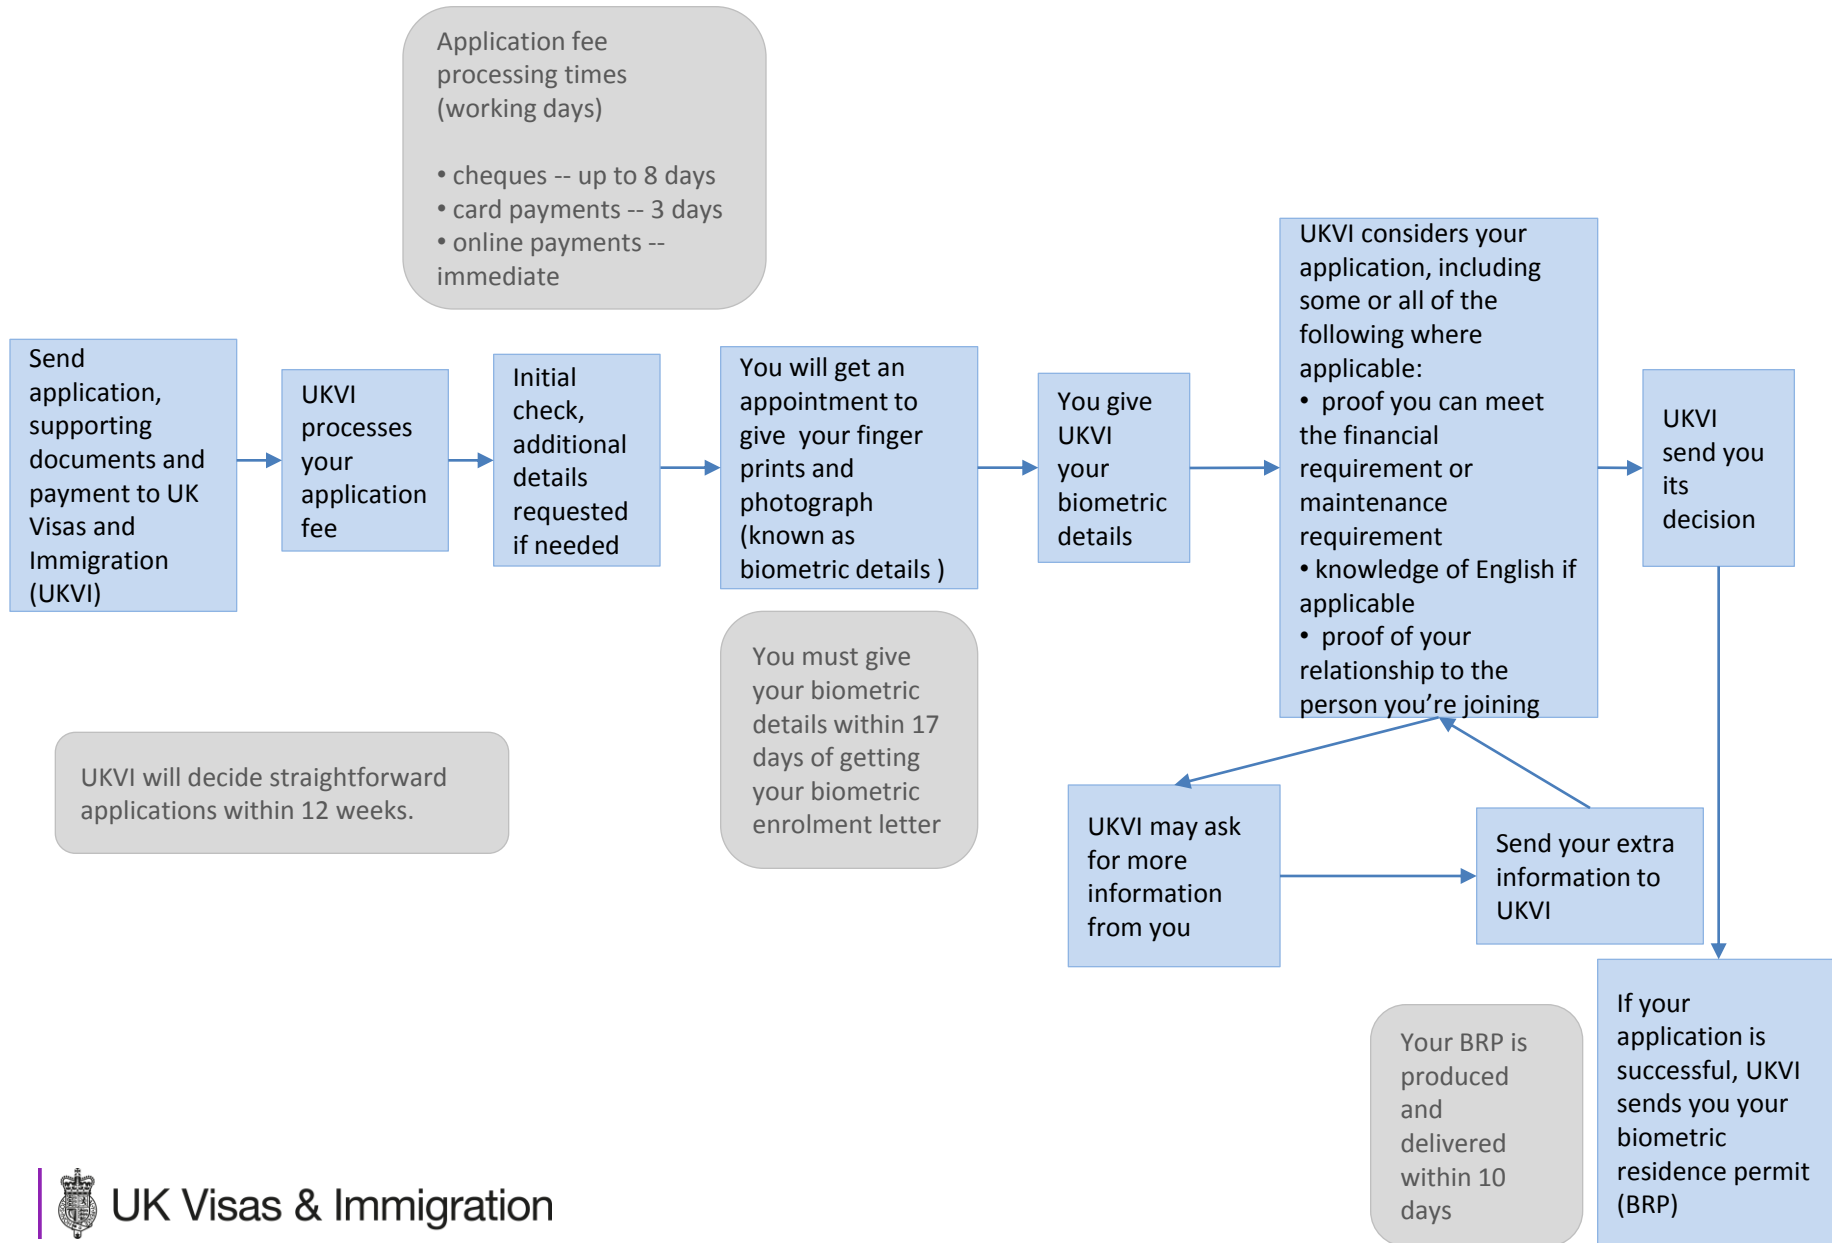 Application fee
processing times
(working days)
• cheques -- up to 8 days
• card payments -- 3 days
• online payments --
immediate
Send
application,
supporting
documents and
payment to UK
Visas and
Immigration
(UKVI)
UKVI
processes
your
application
fee
Initial
check,
additional
details
requested
if needed
You will get an
appointment to
give  your finger
prints and
photograph
(known as
biometric details )
You give
UKVI
your
biometric
details
UKVI considers your
application, including
some or all of the
following where
applicable:
•  proof you can meet
the financial
requirement or
maintenance
requirement
• knowledge of English if
applicable
•  proof of your
relationship to the
person you’re joining
UKVI
send you
its
decision
You must give
your biometric
details within 17
days of getting
your biometric
enrolment letter
UKVI will decide straightforward
applications within 12 weeks.
UKVI may ask
for more
information
from you
Send your extra
information to
UKVI
Your BRP is
produced
and
delivered
within 10
days
If your
application is
successful, UKVI
sends you your
biometric
residence permit
(BRP)
UK Visas & Immigration